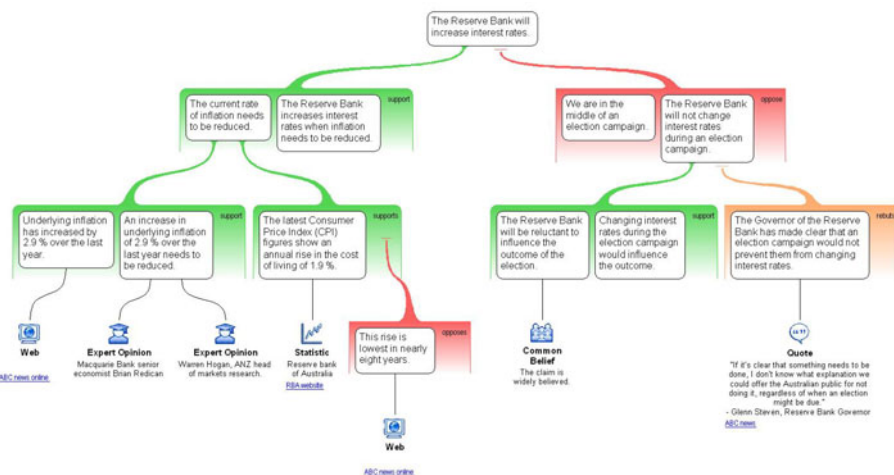 The Reserve Bank will
increase interest rates.
support
The current rate
of inflation needs
to be reduced.
The Reserve Bank
increases interest
rates when inflation
needs to be reduced.
oppose
We are in the
middle of an
election campaign.
The Reserve Bank
will not change
interest rates
during an election
campaign.
support
Underlying inflation
has increased by
2.9 % over the last
year.
An increase in
underlying inflation
of 2.9 % over the
last year needs to
be reduced.
supports
The latest Consumer
Price Index (CPI)
figures show an
annual rise in the cost
of living of 1.9 %.
support
The Reserve Bank
will be reluctant to
influence the
outcome of the
election.
Changing interest
rates during the
election campaign
would influence
the outcome.
rebuts
The Governor of the Reserve
Bank has made clear that an
election campaign would not
prevent them from changing
interest rates.
Web
ABC news online
Expert Opinion
Macquarie Bank senior
economist Brian Redican
Expert Opinion
Warren Hogan, ANZ head
of markets research.
Statistic
Reserve bank
of Australia
RBA website
opposes
This rise is
lowest in nearly
eight years.
Web
ABC news online
Common
Belief
The claim is
widely believed.
Quote
"If it's clear that something needs to be
done, I don't know what explanation we
could offer the Australian public for not
doing it, regardless of when an election
might be due."
- Glenn Steven, Reserve Bank Governor
ABC news